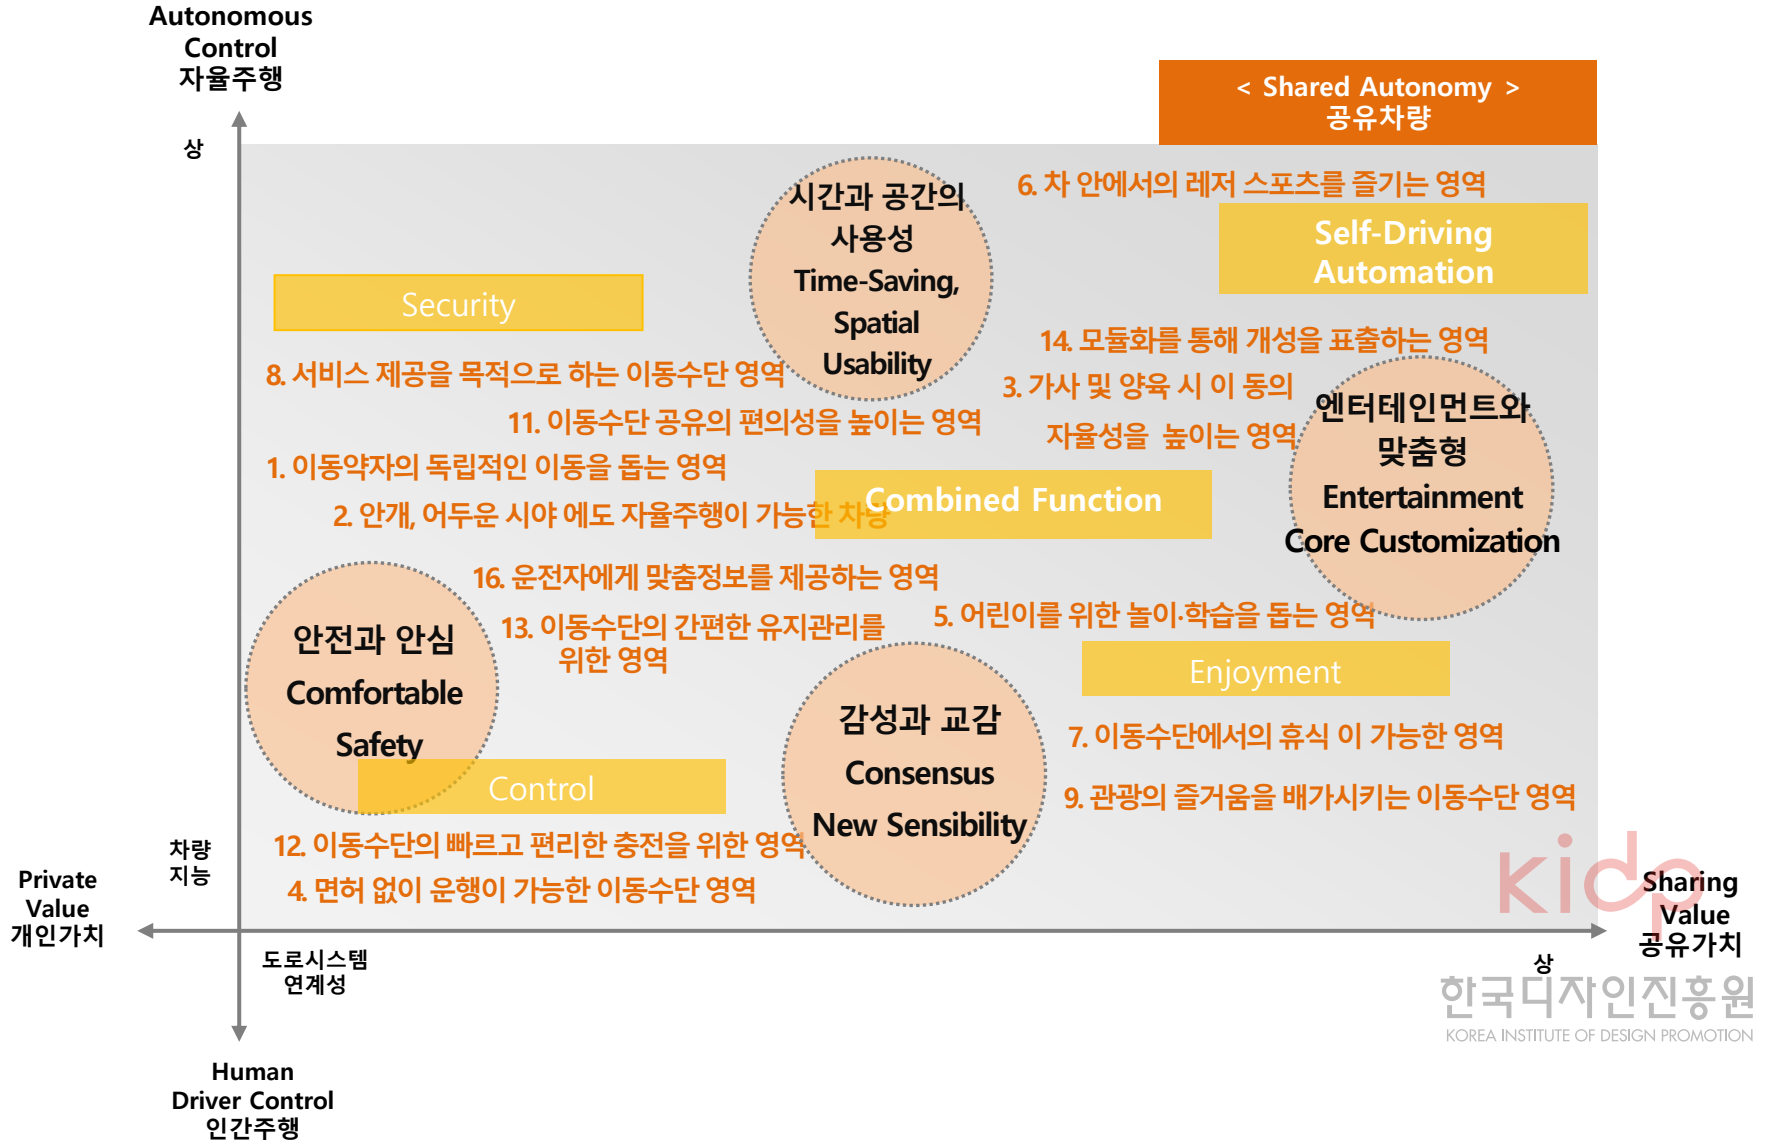 Autonomous
Control
자율주행
상
< Shared Autonomy >
공유차량
시간과 공간의
사용성
Time-Saving,
Spatial
Usability
6. 차 안에서의 레저 스포츠를 즐기는 영역
Self-Driving
Automation
Security
8. 서비스 제공을 목적으로 하는 이동수단 영역
14. 모듈화를 통해 개성을 표출하는 영역
3. 가사 및 양육 시 이 동의
자율성을 높이는 영역
11. 이동수단 공유의 편의성을 높이는 영역
엔터테인먼트와
맞춤형
Entertainment
Core Customization
1. 이동약자의 독립적인 이동을 돕는 영역
2. 안개, 어두운 시야 에도 자율주행이 가능한 차량
Combined Function
16. 운전자에게 맞춤정보를 제공하는 영역
13. 이동수단의 간편한 유지관리를
위한 영역
5. 어린이를 위한 놀이·학습을 돕는 영역
안전과 안심
Comfortable
Safety
Enjoyment
감성과 교감
Consensus
New Sensibility
7. 이동수단에서의 휴식 이 가능한 영역
9. 관광의 즐거움을 배가시키는 이동수단 영역
Control
12. 이동수단의 빠르고 편리한 충전을 위한 영역
4. 면허 없이 운행이 가능한 이동수단 영역
차량
지능
Private
Value
개인가치
kidp
Sharing
Value
공유가치
도로시스템
연계성
상
한국디자인진흥원
KOREA INSTITUTE OF DESIGN PROMOTION
Human
Driver Control
인간주행